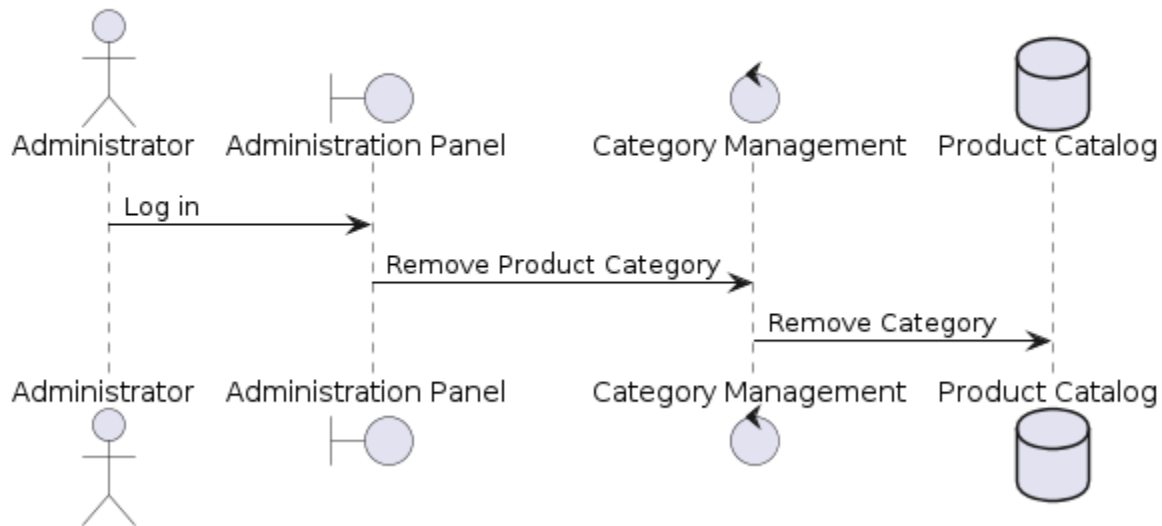 Administrator Administration Panel Category Management Product Catalog
Log in
Remove Product Category
Remove Category
Administrator Administration Panel Category Management Product Catalog